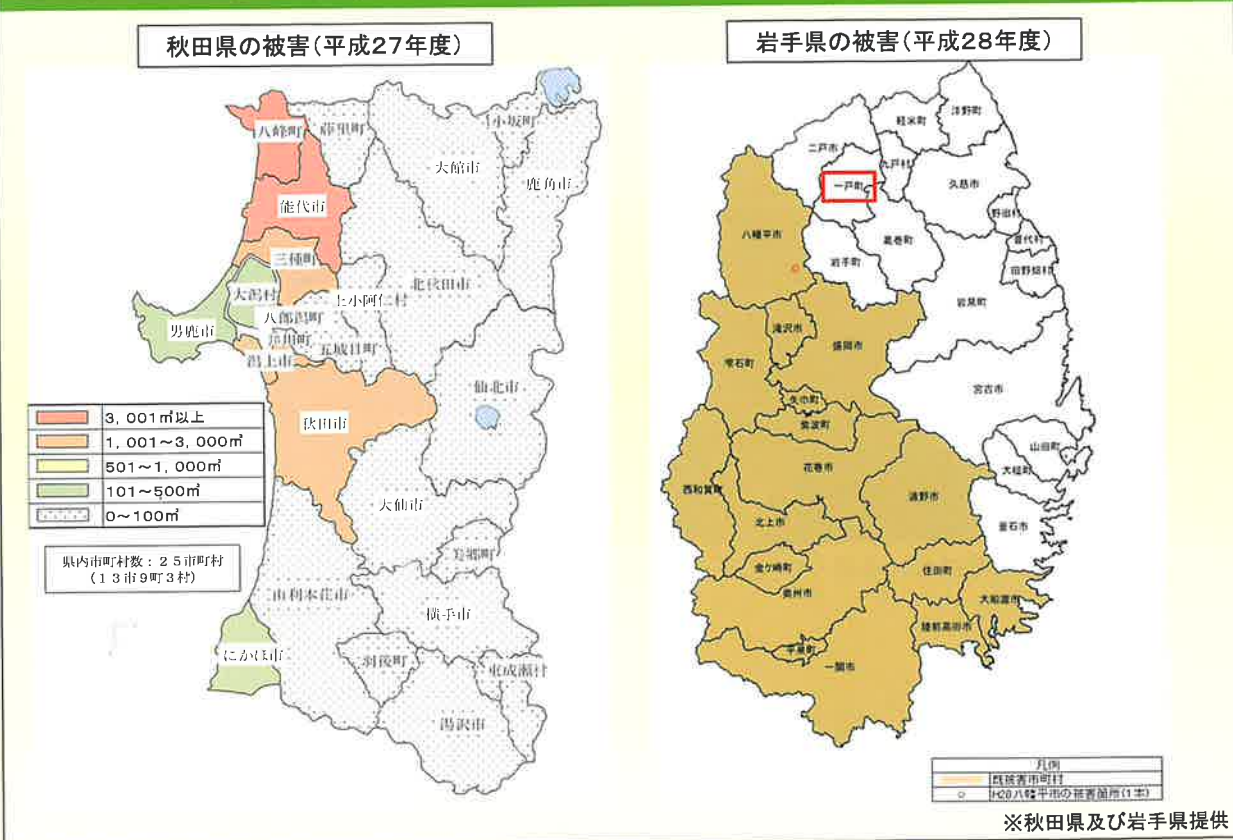 秋田県の被害(平成27年度)
八峰町
藤里町
小坂町
大館市
鹿角市
能代市
三種町
北秋田市
大潟村
上小阿仁村
八郎潟町
男鹿市
井川町
五城目町
潟上市
仙北市
秋田市
大仙市
美郷町
由利本荘市
横手市
にかほ市
羽後町
東成瀬村
湯沢市
3,001㎡以上
1,001~3,000㎡
501~1,000㎡
101~500㎡
0~100㎡
県内市町村数:25市町村
(13市9町3村)
岩手県の被害(平成28年度)
洋野町
軽米町
二戸市
九戸村
一戸町
久慈市
野田村
八幡平市
葛巻町
普代村
岩手町
田野畑村
岩泉町
滝沢市
盛岡市
雫石町
宮古市
矢巾町
紫波町
山田町
花巻市
大槌町
西和賀町
遠野市
北上市
釜石市
金ケ崎町
住田町
奥州市
大船渡市
陸前高田市
平泉町
一関市
凡例
既被害市町村
H28八幡平市の被害箇所(1本)
※秋田県及び岩手県提供